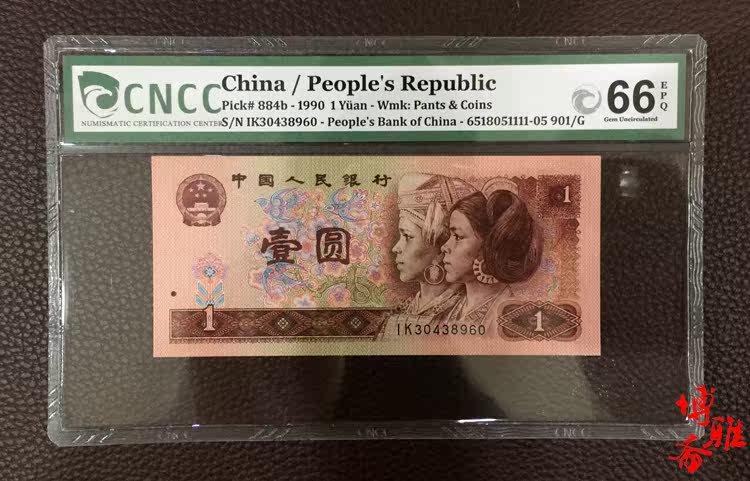 CNCC
NUMISMATIC CERTIFICATION CENTER
China / People's Republic
Pick# 884b - 1990 1 Yüan - Wmk: Pants & Coins
S/N IK30438960 - People's Bank of China - 6518051111-05 901/G
66
EPQ
Gem Uncirculated
中国人民银行
1
壹圆
1
IK30438960
1
CNCC
博雅斋